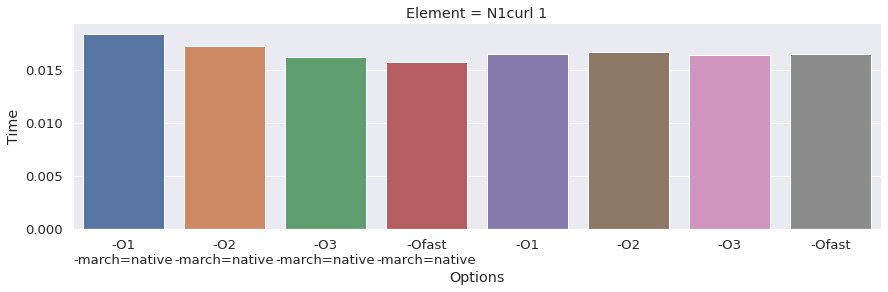 Element = N1curl 1
Time
0.015
0.010
0.005
0.000
-O1 -O2 -O3 -Ofast -O1 -O2 -O3 -Ofast
-march=native -march=native -march=native -march=native
Options